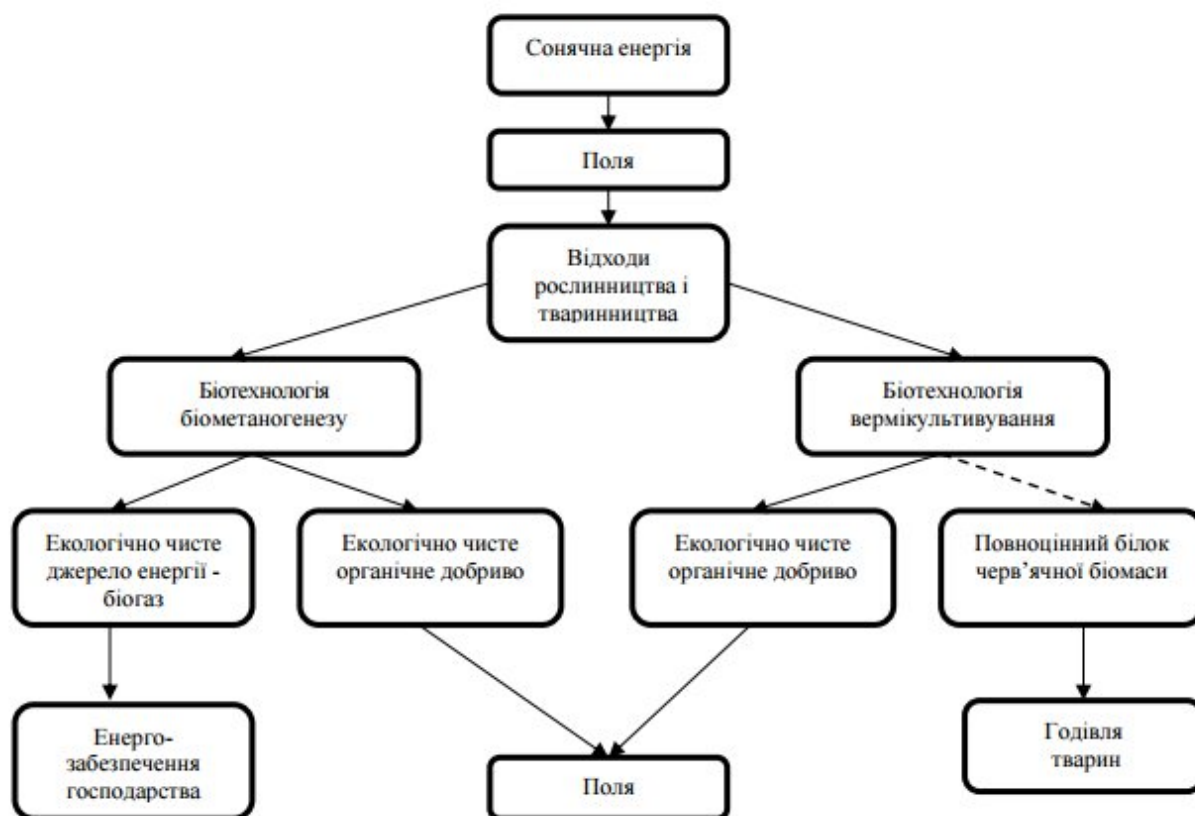 Сонячна енергія
Поля
Відходи
рослинництва і
тваринництва
Біотехнологія
біометаногенезу
Біотехнологія
вермікультивування
Екологічно чисте
джерело енергії -
біогаз
Екологічно чисте
органічне добриво
Екологічно чисте
органічне добриво
Повноцінний білок
черв’ячної біомаси
Енерго-
забезпечення
господарства
Поля
Годівля
тварин